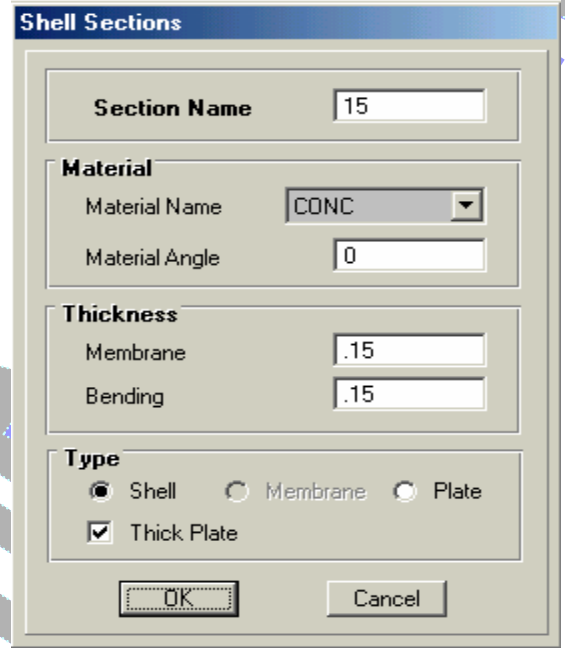 Shell Sections
Section Name 15
Material
Material Name CONC
Material Angle 0
Thickness
Membrane .15
Bending .15
Type
Shell Membrane Plate
Thick Plate
OK Cancel